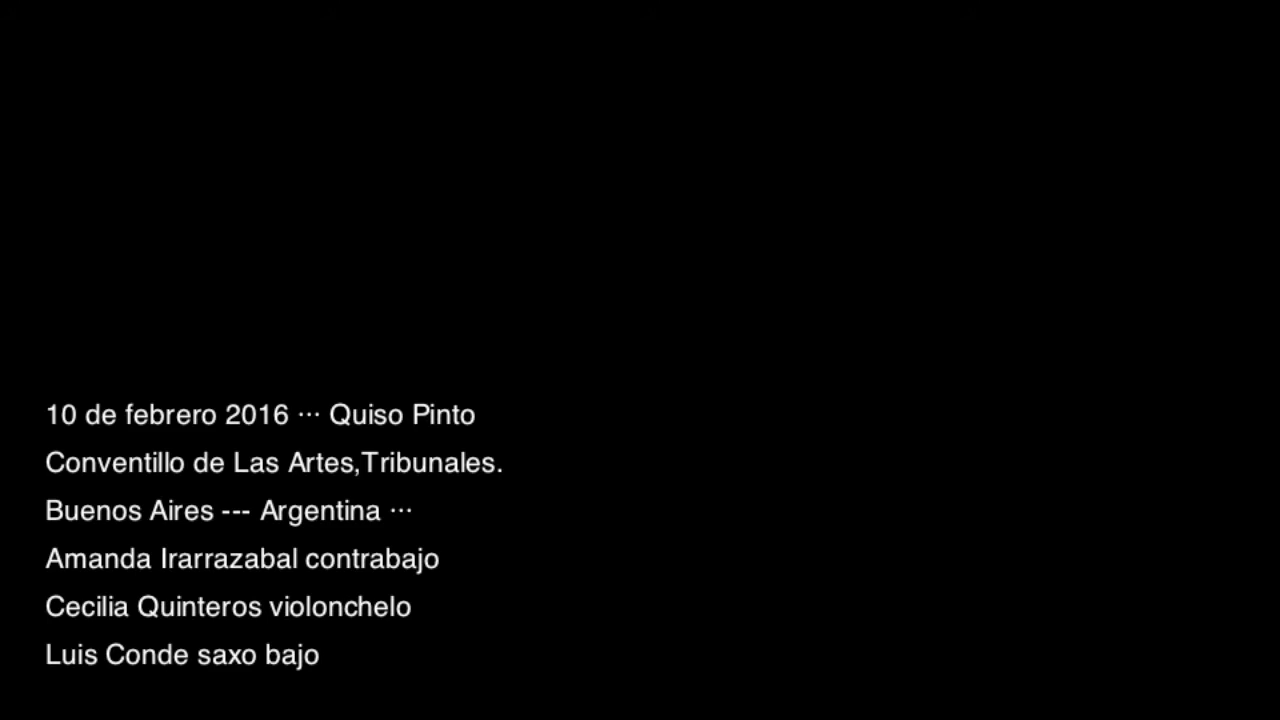 10 de febrero 2016 ··· Quiso Pinto
Conventillo de Las Artes,Tribunales.
Buenos Aires --- Argentina ···
Amanda Irarrazabal contrabajo
Cecilia Quinteros violonchelo
Luis Conde saxo bajo